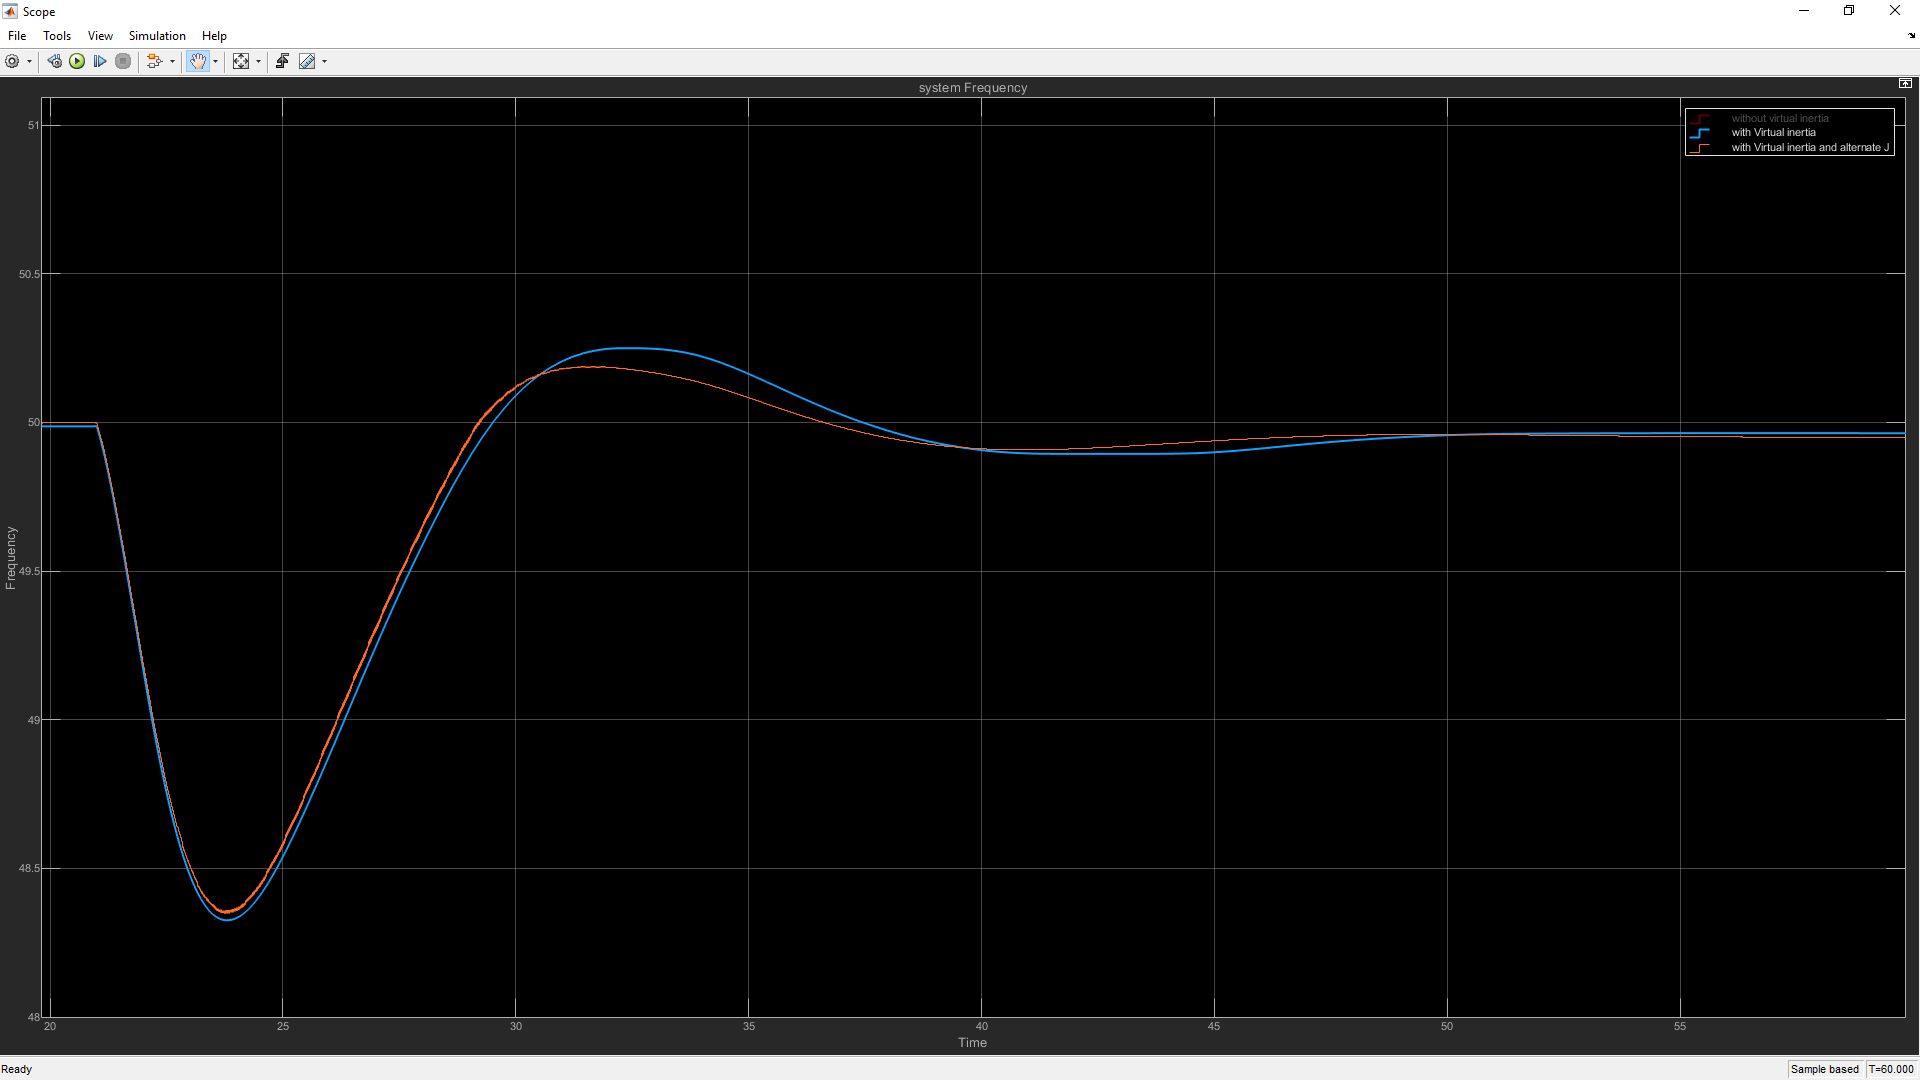 Scope
File Tools View Simulation Help
system Frequency
without virtual inertia
with Virtual inertia
with Virtual inertia and alternate J
51
50.5
50
49.5
49
48.5
48
Frequency
20 25 30 35 40 45 50 55
Time
Ready
Sample based T=60.000